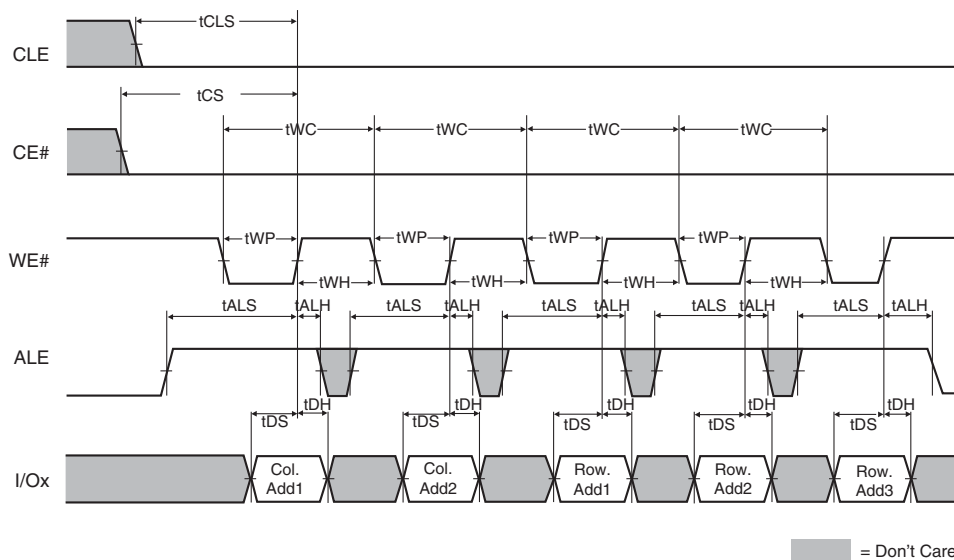 tCLS
CLE
tCS
tWC tWC tWC tWC
CE#
tWP tWP tWP tWP
WE#
tWH tWH tWH tWH
tALS tALH tALS tALH tALS tALH tALS tALH tALS tALH
ALE
tDH tDH tDH tDH tDH
tDS tDS tDS tDS tDS
I/Ox
Col. Add1
Col. Add2
Row. Add1
Row. Add2
Row. Add3
= Don't Care